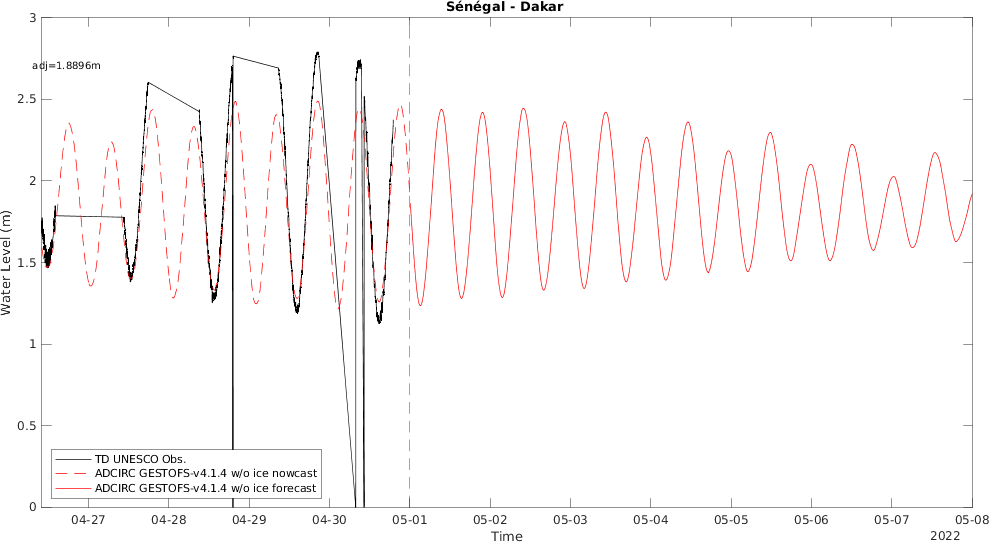 Sénégal - Dakar
adj=1.8896m
3
2.5
2
1.5
1
0.5
0
Water Level (m)
TD UNESCO Obs.
ADCIRC GESTOFS-v4.1.4 w/o ice nowcast
ADCIRC GESTOFS-v4.1.4 w/o ice forecast
04-27 04-28 04-29 04-30 05-01 05-02 05-03 05-04 05-05 05-06 05-07 05-08
Time
2022